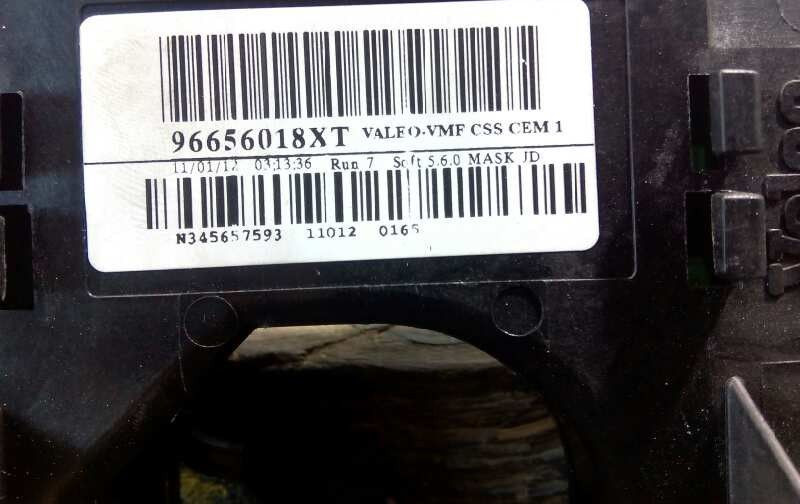 96656018XT VALEO-VMF CSS CEM 1
11/01/12 03:13:36 Run 7 Soft 5.6.0 MASK JD
N345657593 11012 0165
Valeo